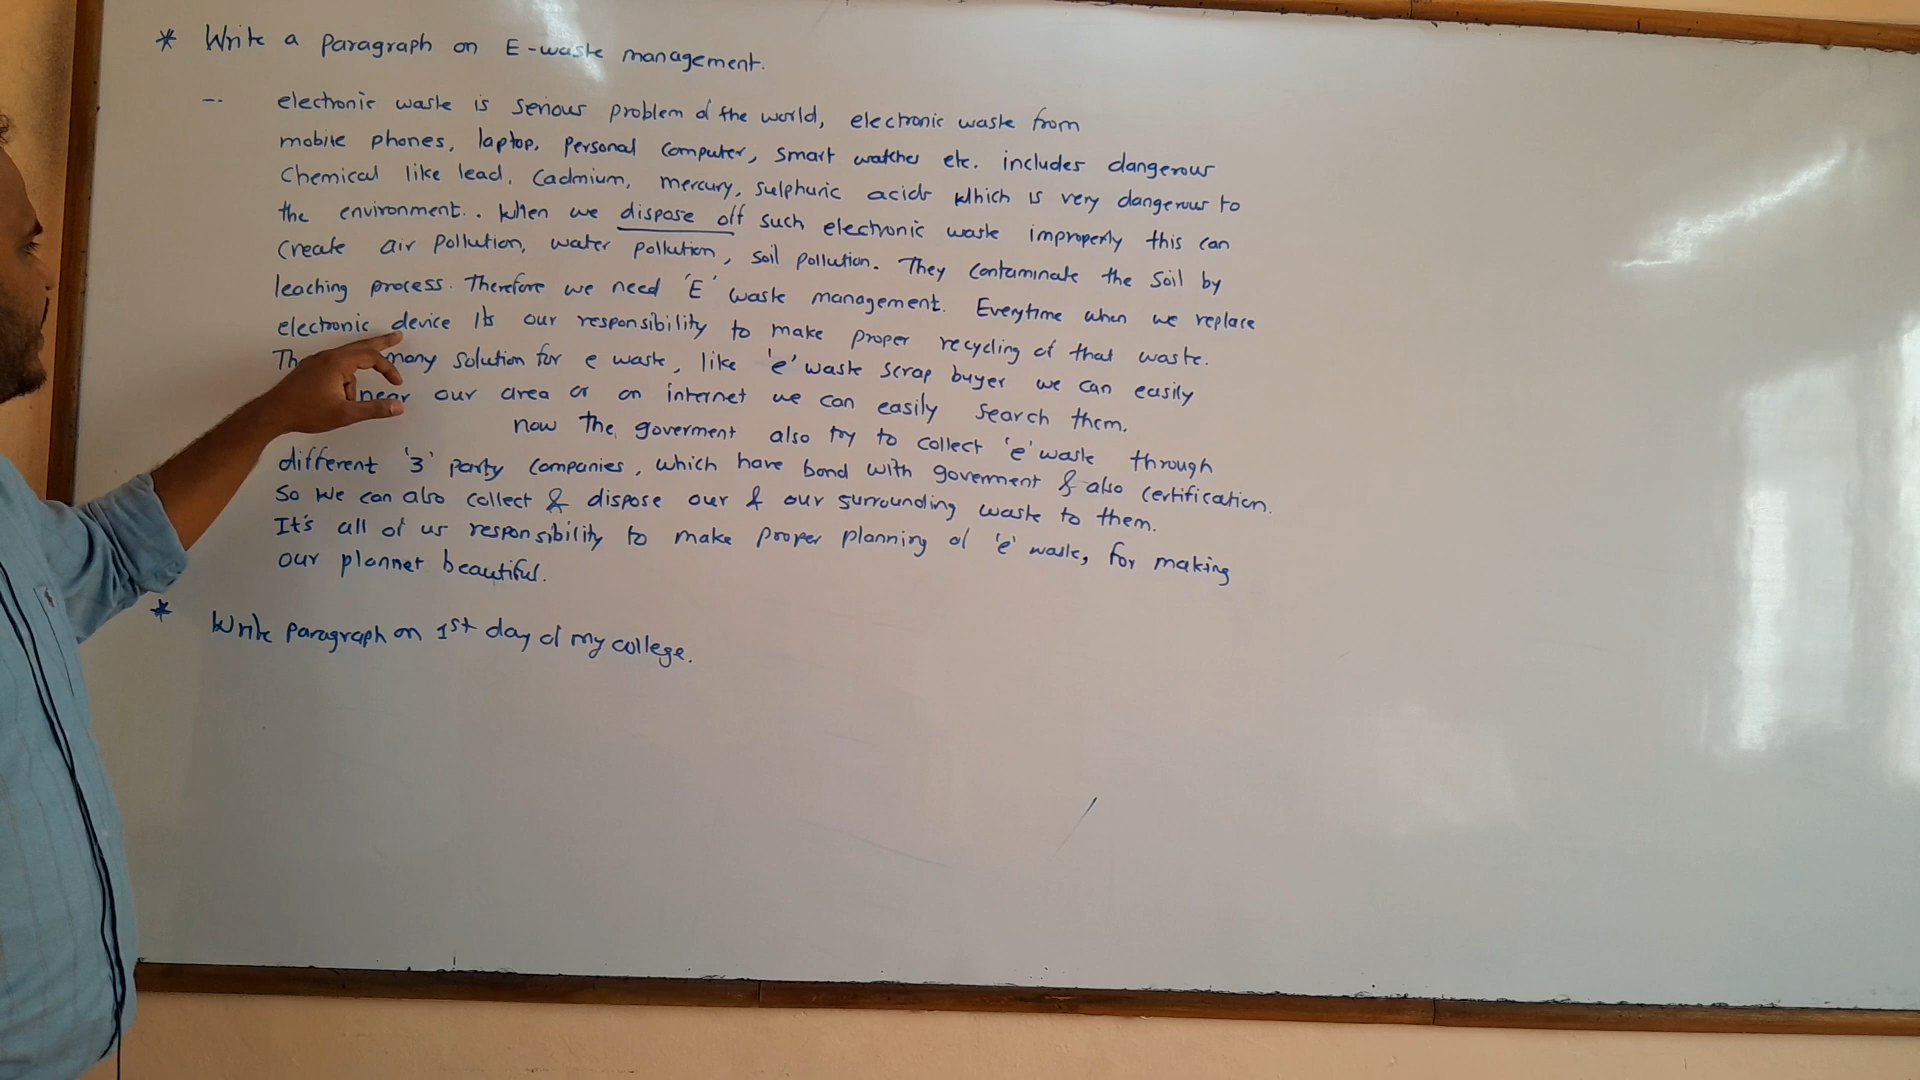 * Write a paragraph on E-waste management.
-- electronic waste is serious problem of the world, electronic waste from
mobile phones, laptop, personal computer, smart watches etc. includes dangerous
chemical like lead, cadmium, mercury, sulphuric acids which is very dangerous to
the environment.. When we dispose off such electronic waste improperly this can
create air pollution, water pollution, soil pollution. They contaminate the soil by
leaching process. Therefore we need 'E' waste management. Everytime when we replace
electronic device Its our responsibility to make proper recycling of that waste.
many solution for e waste, like 'e' waste scrap buyer we can easily
near our area or on internet we can easily search them.
now the goverment also try to collect 'e' waste through
different '3' party companies, which have bond with goverment & also certification.
So We can also collect & dispose our & our surrounding waste to them.
It's all of us responsibility to make proper planning of 'e' waste, for making
our plannet beautiful.
* Write paragraph on 1st day of my college.